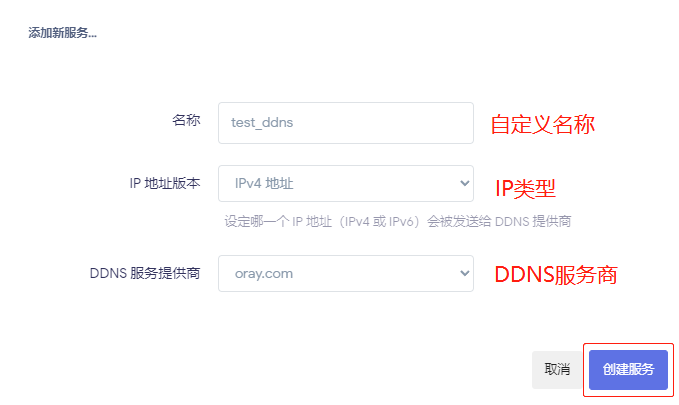 添加新服务...
名称 test_ddns 自定义名称
IP 地址版本 IPv4 地址 IP类型
设定哪一个 IP 地址（IPv4 或 IPv6）会被发送给 DDNS 提供商
DDNS 服务提供商 oray.com DDNS服务商
取消 创建服务